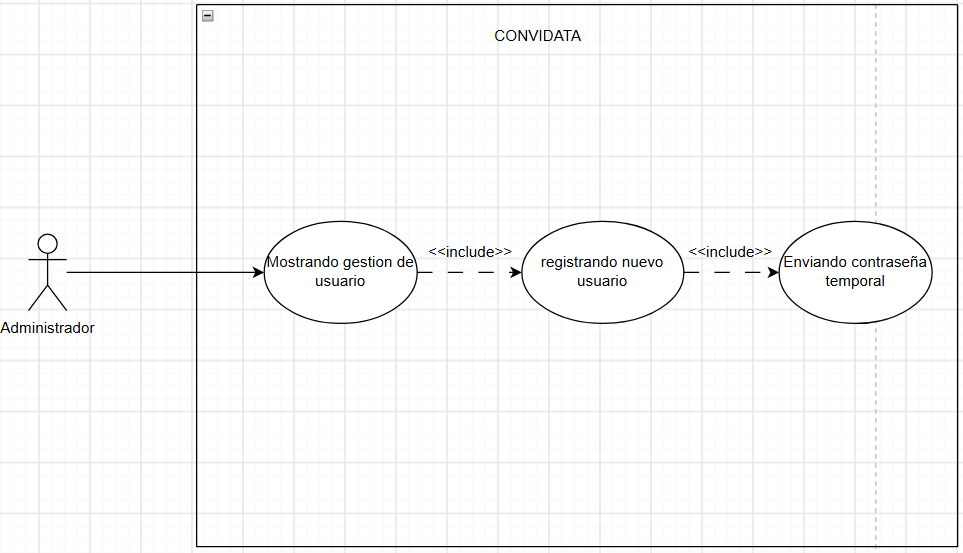 CONVIDATA
Administrador
Mostrando gestion de
usuario
<<include>>
registrando nuevo
usuario
<<include>>
Enviando contraseña
temporal